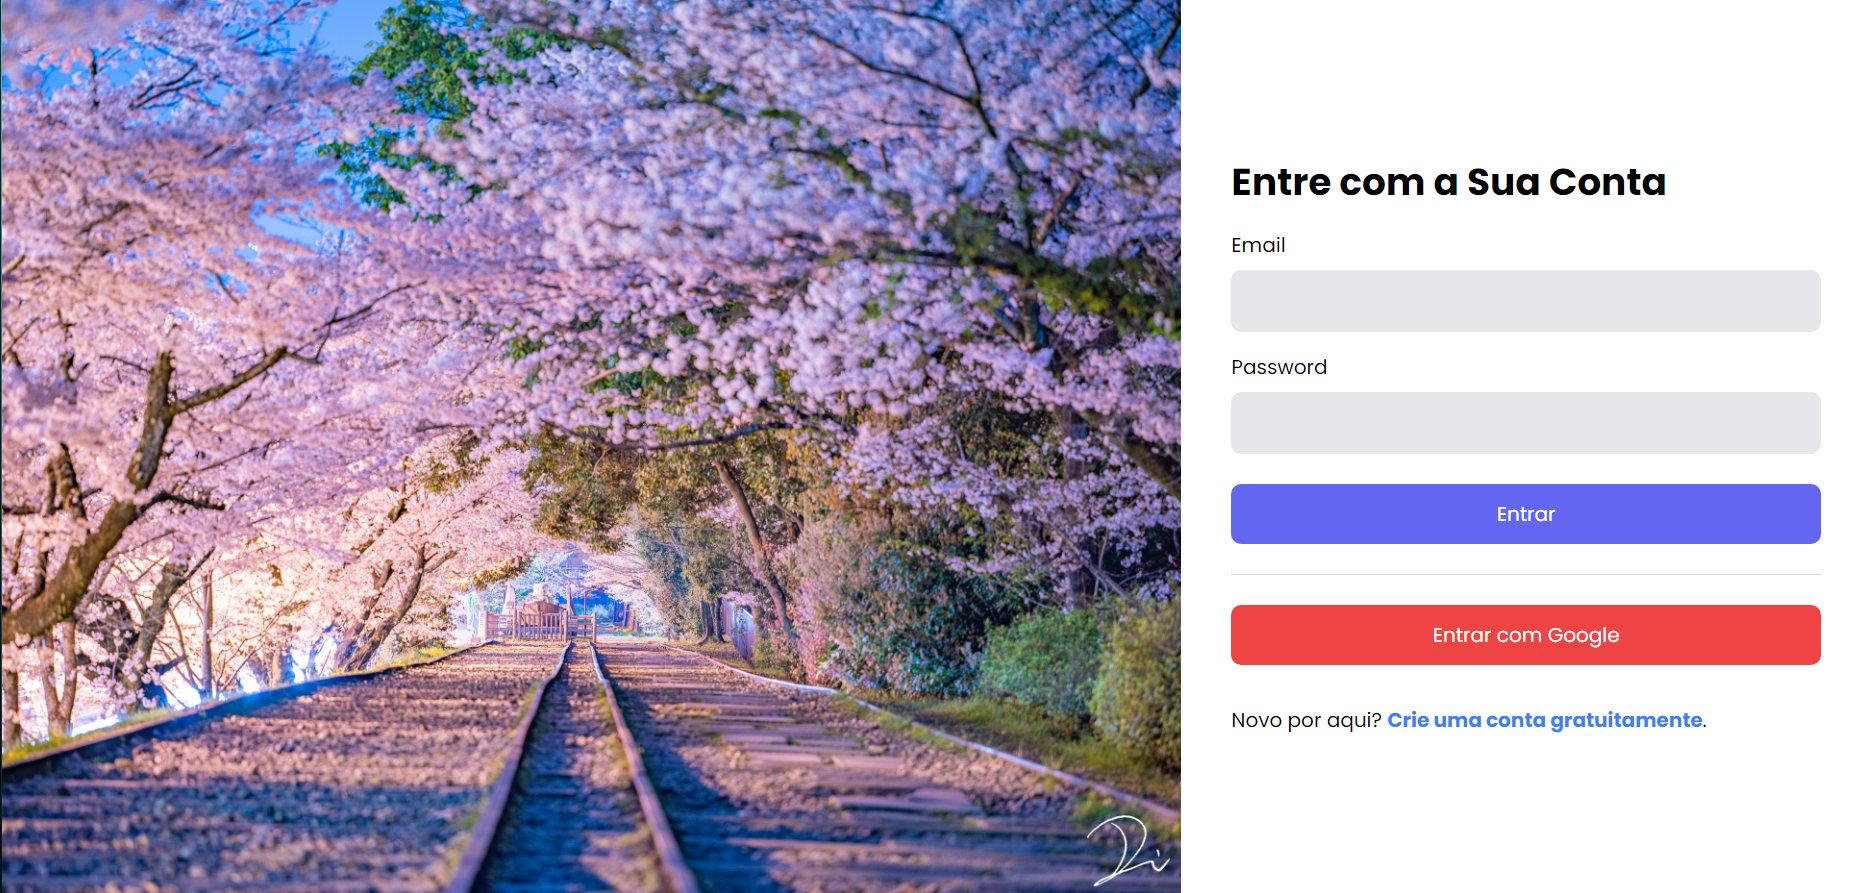 Entre com a Sua Conta
Email
Password
Entrar
Entrar com Google
Novo por aqui? Crie uma conta gratuitamente.